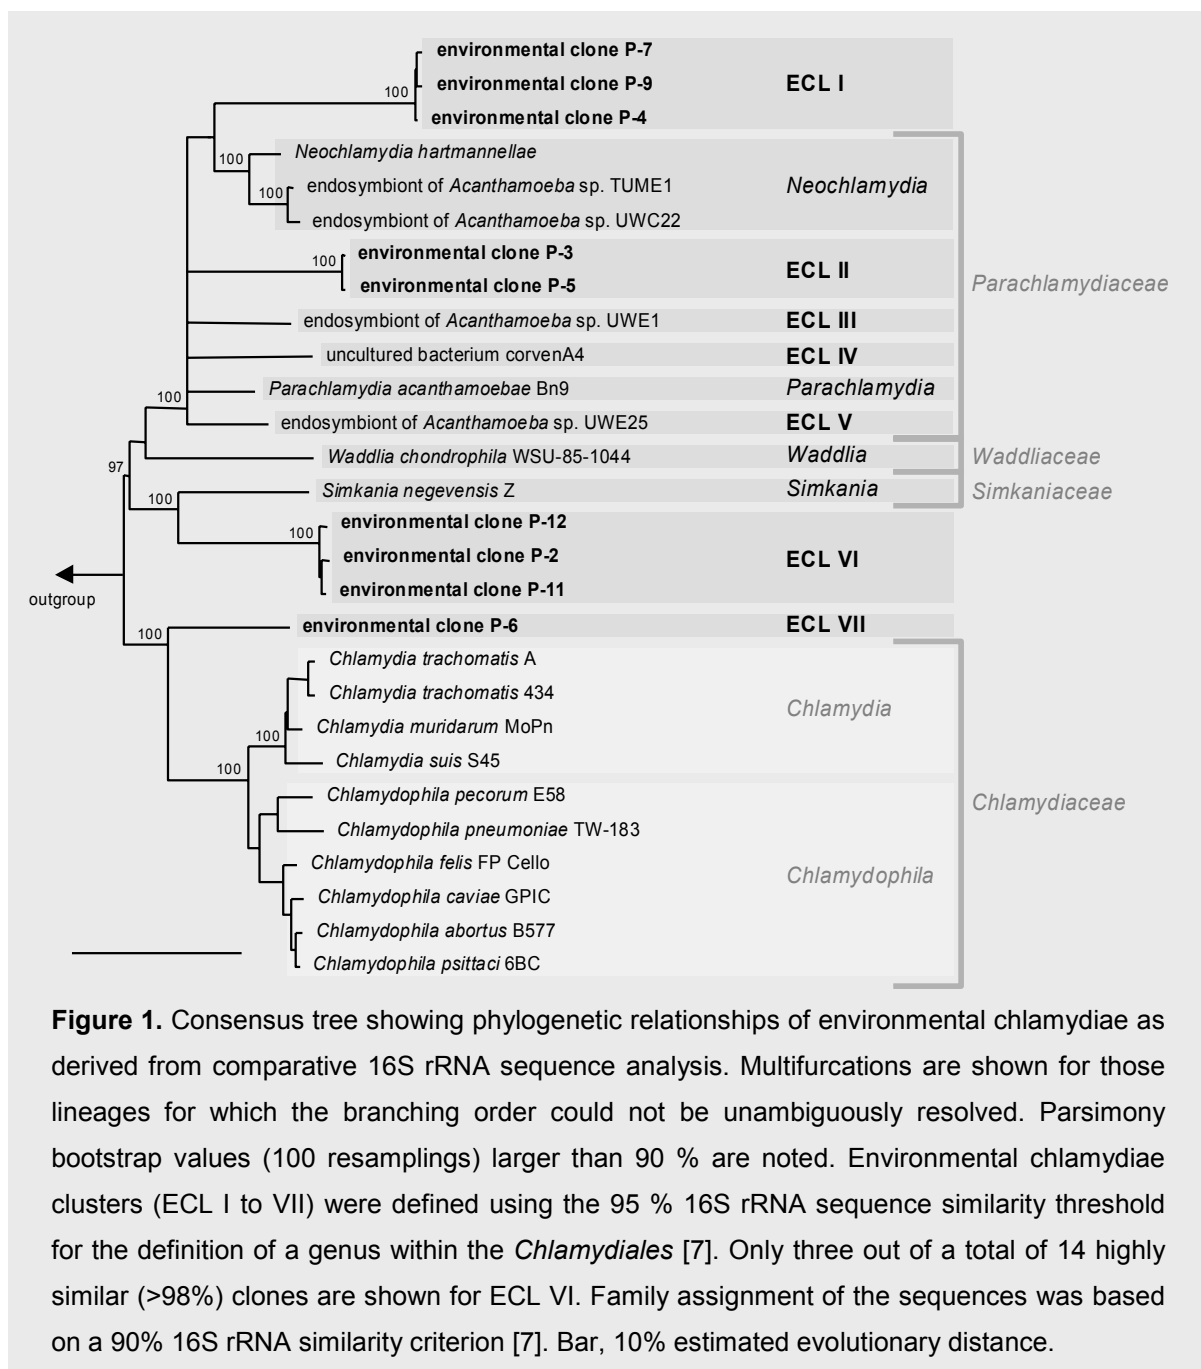 environmental clone P-7
100
environmental clone P-9
ECL I
environmental clone P-4
100
Neochlamydia hartmannellae
100
endosymbiont of Acanthamoeba sp. TUME1
Neochlamydia
endosymbiont of Acanthamoeba sp. UWC22
100
environmental clone P-3
ECL II
environmental clone P-5
Parachlamydiaceae
endosymbiont of Acanthamoeba sp. UWE1
ECL III
uncultured bacterium corvenA4
ECL IV
100
Parachlamydia acanthamoebae Bn9
Parachlamydia
endosymbiont of Acanthamoeba sp. UWE25
ECL V
97
Waddlia chondrophila WSU-85-1044
Waddlia
Waddliaceae
100
Simkania negevensis Z
Simkania
Simkaniaceae
100
environmental clone P-12
environmental clone P-2
ECL VI
environmental clone P-11
outgroup
100
environmental clone P-6
ECL VII
Chlamydia trachomatis A
Chlamydia trachomatis 434
Chlamydia
100
Chlamydia muridarum MoPn
100
Chlamydia suis S45
Chlamydophila pecorum E58
Chlamydiaceae
Chlamydophila pneumoniae TW-183
Chlamydophila felis FP Cello
Chlamydophila
Chlamydophila caviae GPIC
Chlamydophila abortus B577
Chlamydophila psittaci 6BC
Figure 1. Consensus tree showing phylogenetic relationships of environmental chlamydiae as
derived from comparative 16S rRNA sequence analysis. Multifurcations are shown for those
lineages for which the branching order could not be unambiguously resolved. Parsimony
bootstrap values (100 resamplings) larger than 90 % are noted. Environmental chlamydiae
clusters (ECL I to VII) were defined using the 95 % 16S rRNA sequence similarity threshold
for the definition of a genus within the Chlamydiales [7]. Only three out of a total of 14 highly
similar (>98%) clones are shown for ECL VI. Family assignment of the sequences was based
on a 90% 16S rRNA similarity criterion [7]. Bar, 10% estimated evolutionary distance.